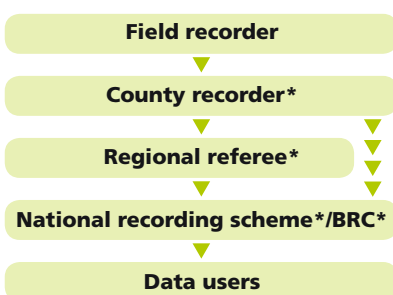 Field recorder
County recorder*
Regional referee*
National recording scheme*/BRC*
Data users